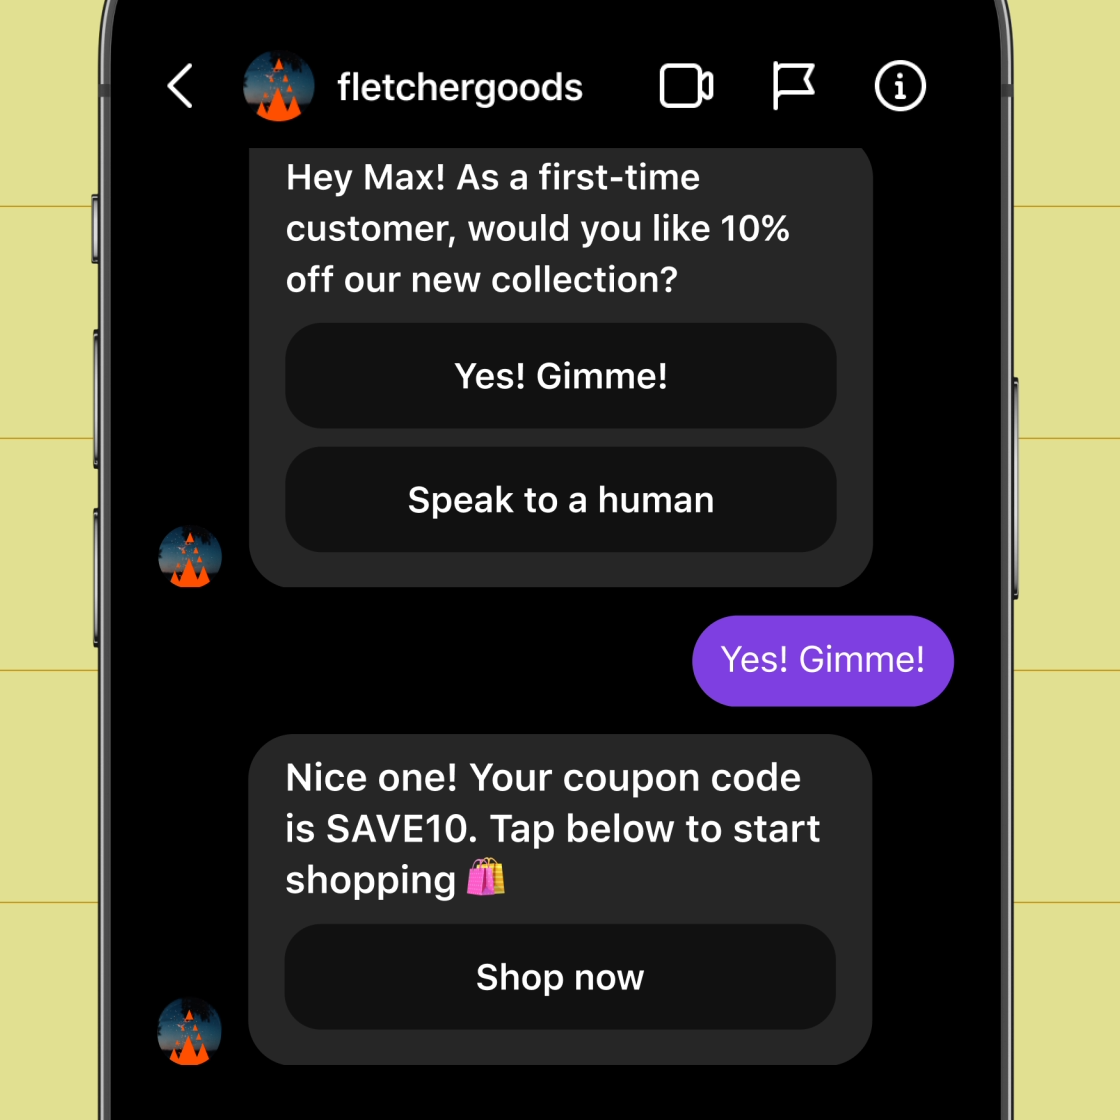 fletchergoods
Hey Max! As a first-time
customer, would you like 10%
off our new collection?
Yes! Gimme!
Speak to a human
Yes! Gimme!
Nice one! Your coupon code
is SAVE10. Tap below to start
shopping 🛍️
Shop now